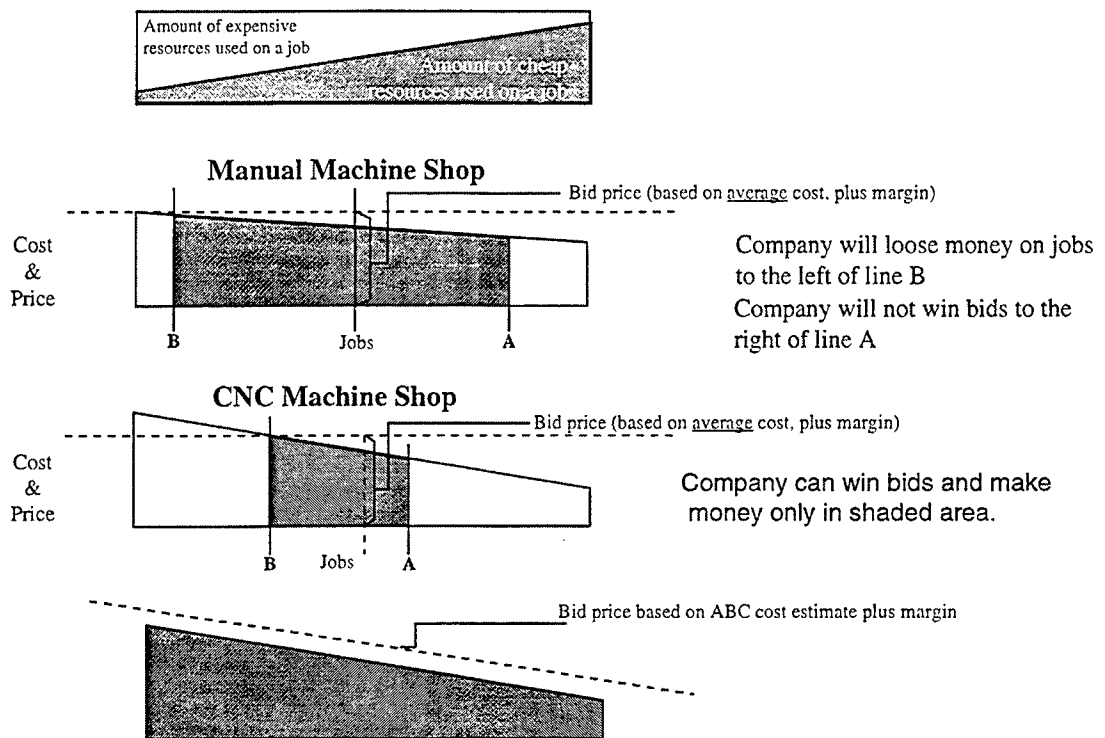 Amount of expensive
resources used on a job
Amount of cheap
resources used on a job
Manual Machine Shop
Bid price (based on average cost, plus margin)
Cost
&
Price
Company will loose money on jobs
to the left of line B
Company will not win bids to the
right of line A
B
Jobs
A
CNC Machine Shop
Bid price (based on average cost, plus margin)
Cost
&
Price
Company can win bids and make
money only in shaded area.
B
Jobs
A
Bid price based on ABC cost estimate plus margin